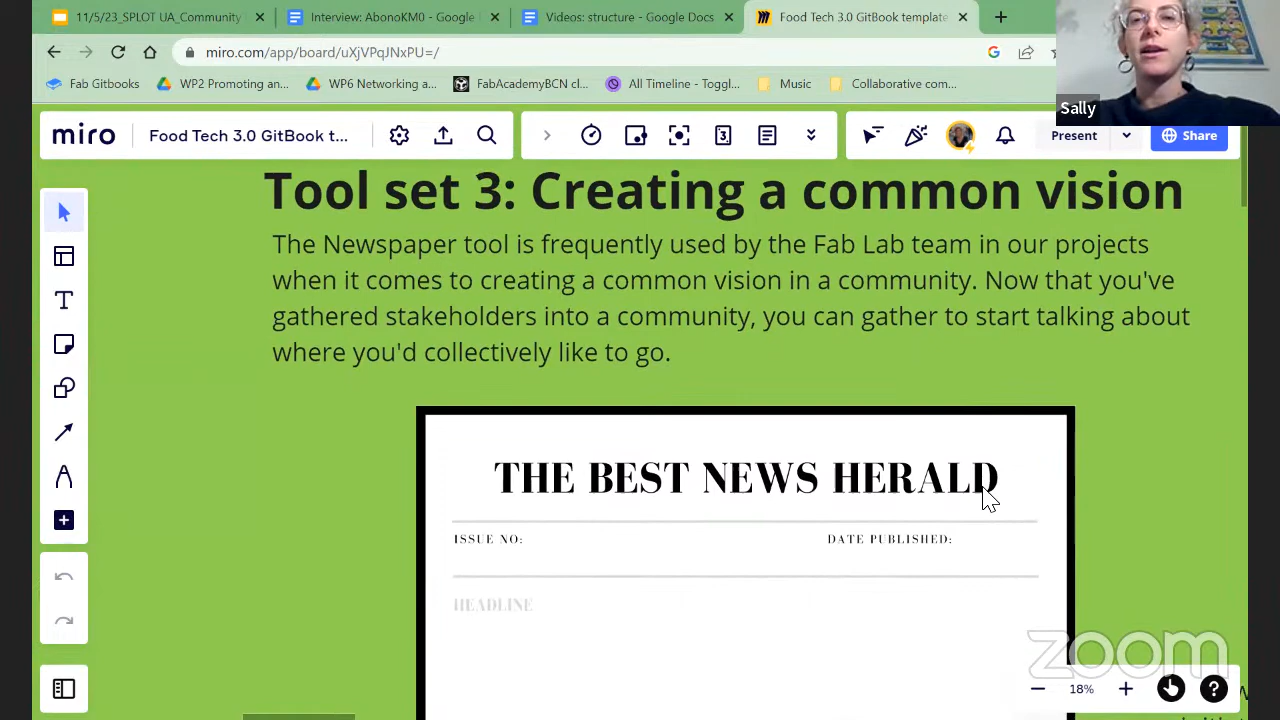 11/5/23_SPLOT UA_Community
Interview: AbonoKM0 - Google
Videos: structure - Google Docs
Food Tech 3.0 GitBook template
miro.com/app/board/uXjVPqJNxPU=/
Fab Gitbooks
WP2 Promoting an...
WP6 Networking a...
FabAcademyBCN cl...
All Timeline - Toggl...
Music
Collaborative com...
Sally
miro
Food Tech 3.0 GitBook t...
3
Present
Share
Tool set 3: Creating a common vision
The Newspaper tool is frequently used by the Fab Lab team in our projects
when it comes to creating a common vision in a community. Now that you've
gathered stakeholders into a community, you can gather to start talking about
where you'd collectively like to go.
THE BEST NEWS HERALD
ISSUE NO:
DATE PUBLISHED:
HEADLINE
zoom
18%